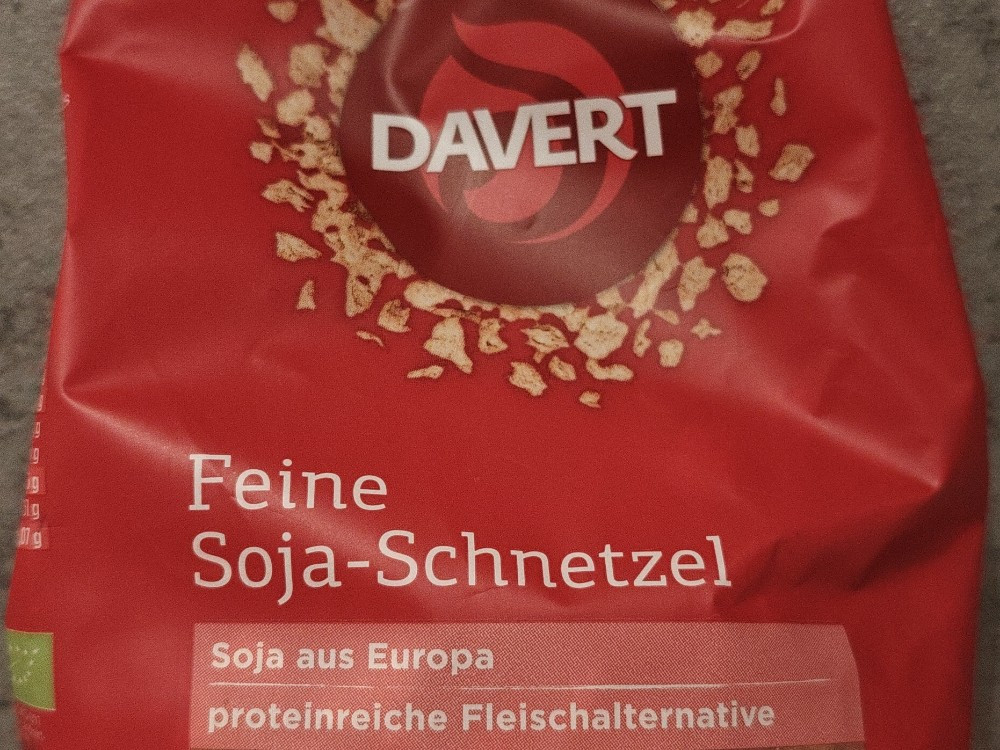 DAVERT
Feine
Soja-Schnetzel
Soja aus Europa
proteinreiche Fleischalternative